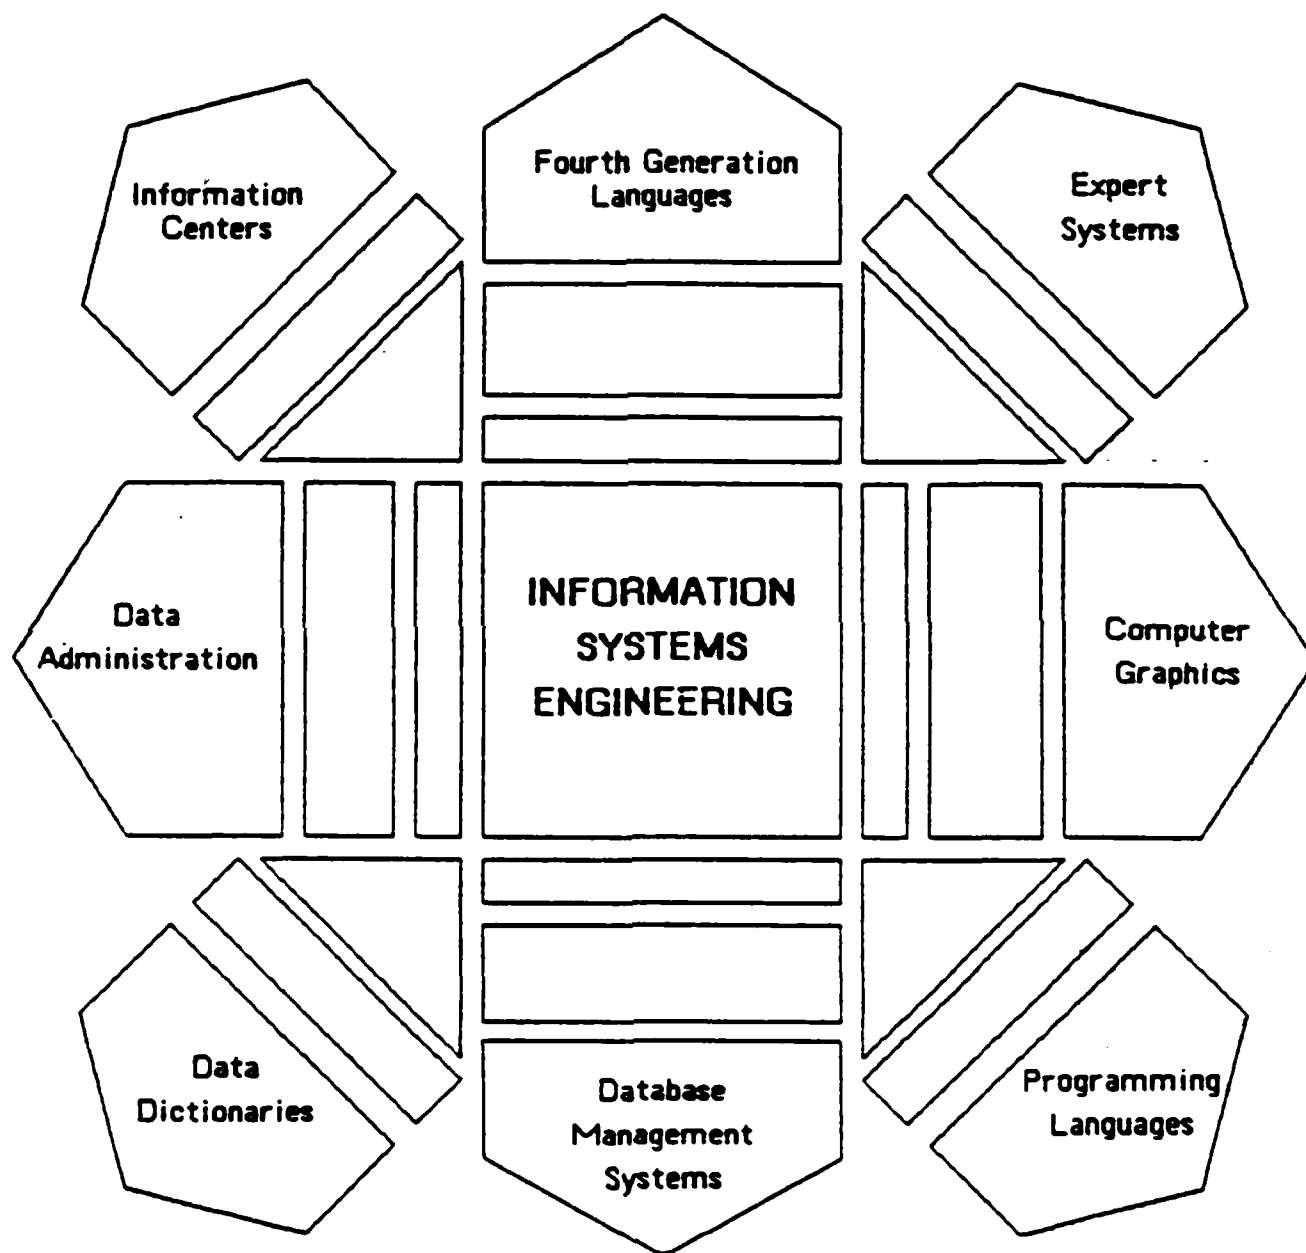 Fourth Generation
Languages
Information
Centers
Expert
Systems
INFORMATION
SYSTEMS
ENGINEERING
Data
Administration
Computer
Graphics
Data
Dictionaries
Database
Management
Systems
Programming
Languages